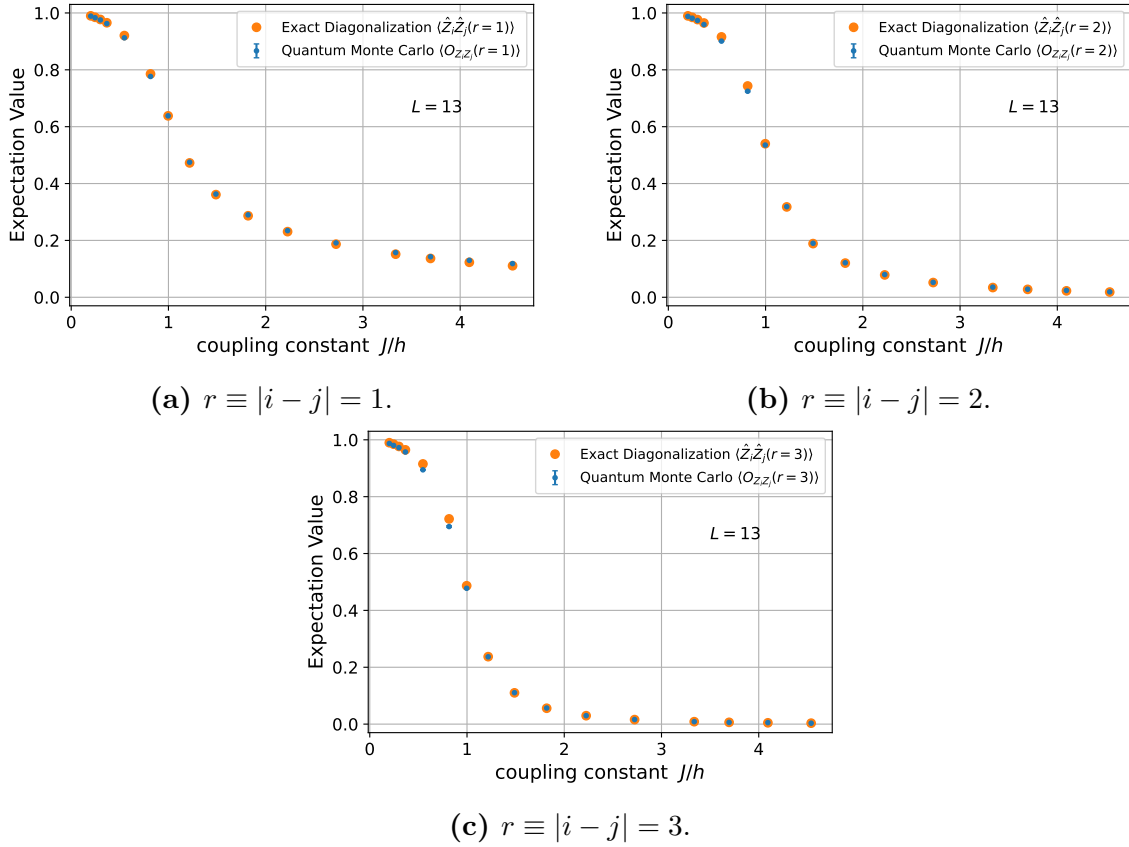 1.0
0.8
0.6
0.4
0.2
0.0
Expectation Value
Exact Diagonalization ⟨Ẑ_iẐ_j(r = 1)⟩
Quantum Monte Carlo ⟨O_{Z_iZ_j}(r = 1)⟩
L = 13
0 1 2 3 4
coupling constant J/h
(a) r ≡ |i − j| = 1.
1.0
0.8
0.6
0.4
0.2
0.0
Expectation Value
Exact Diagonalization ⟨Ẑ_iẐ_j(r = 2)⟩
Quantum Monte Carlo ⟨O_{Z_iZ_j}(r = 2)⟩
L = 13
0 1 2 3 4
coupling constant J/h
(b) r ≡ |i − j| = 2.
1.0
0.8
0.6
0.4
0.2
0.0
Expectation Value
Exact Diagonalization ⟨Ẑ_iẐ_j(r = 3)⟩
Quantum Monte Carlo ⟨O_{Z_iZ_j}(r = 3)⟩
L = 13
0 1 2 3 4
coupling constant J/h
(c) r ≡ |i − j| = 3.